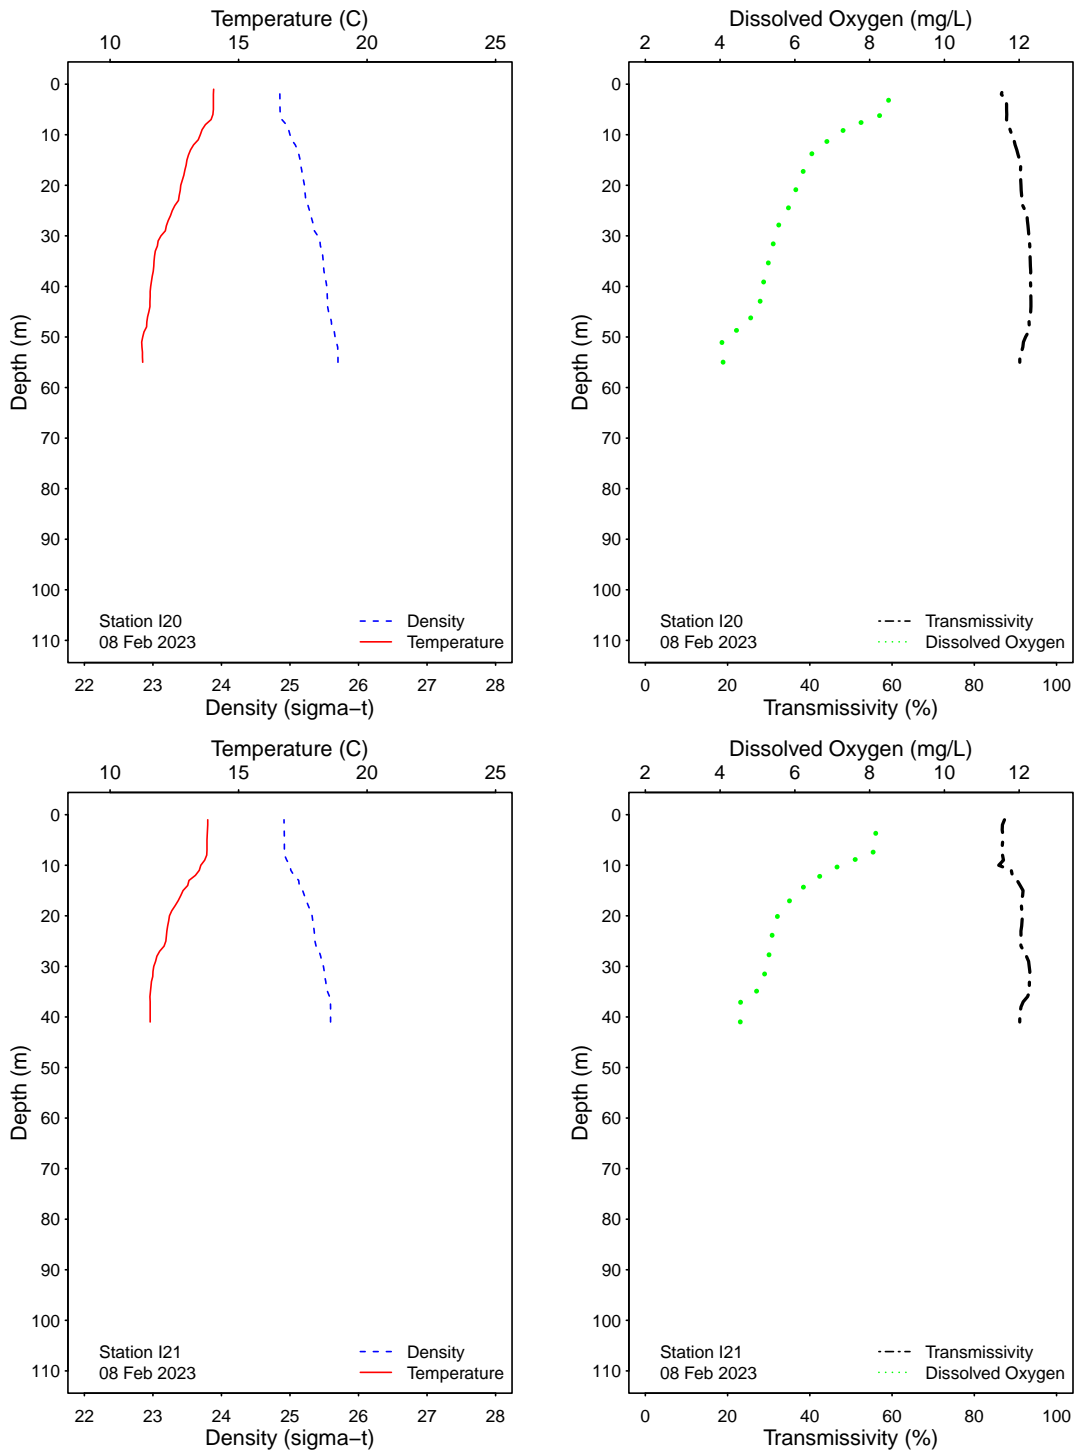 Temperature (C)
10 15 20 25
0
10
20
30
40
50
60
70
80
90
100
110
Depth (m)
Station I20
08 Feb 2023
Density
Temperature
22 23 24 25 26 27 28
Density (sigma−t)
Dissolved Oxygen (mg/L)
2 4 6 8 10 12
0
10
20
30
40
50
60
70
80
90
100
110
Depth (m)
Station I20
08 Feb 2023
Transmissivity
Dissolved Oxygen
0 20 40 60 80 100
Transmissivity (%)
Temperature (C)
10 15 20 25
0
10
20
30
40
50
60
70
80
90
100
110
Depth (m)
Station I21
08 Feb 2023
Density
Temperature
22 23 24 25 26 27 28
Density (sigma−t)
Dissolved Oxygen (mg/L)
2 4 6 8 10 12
0
10
20
30
40
50
60
70
80
90
100
110
Depth (m)
Station I21
08 Feb 2023
Transmissivity
Dissolved Oxygen
0 20 40 60 80 100
Transmissivity (%)